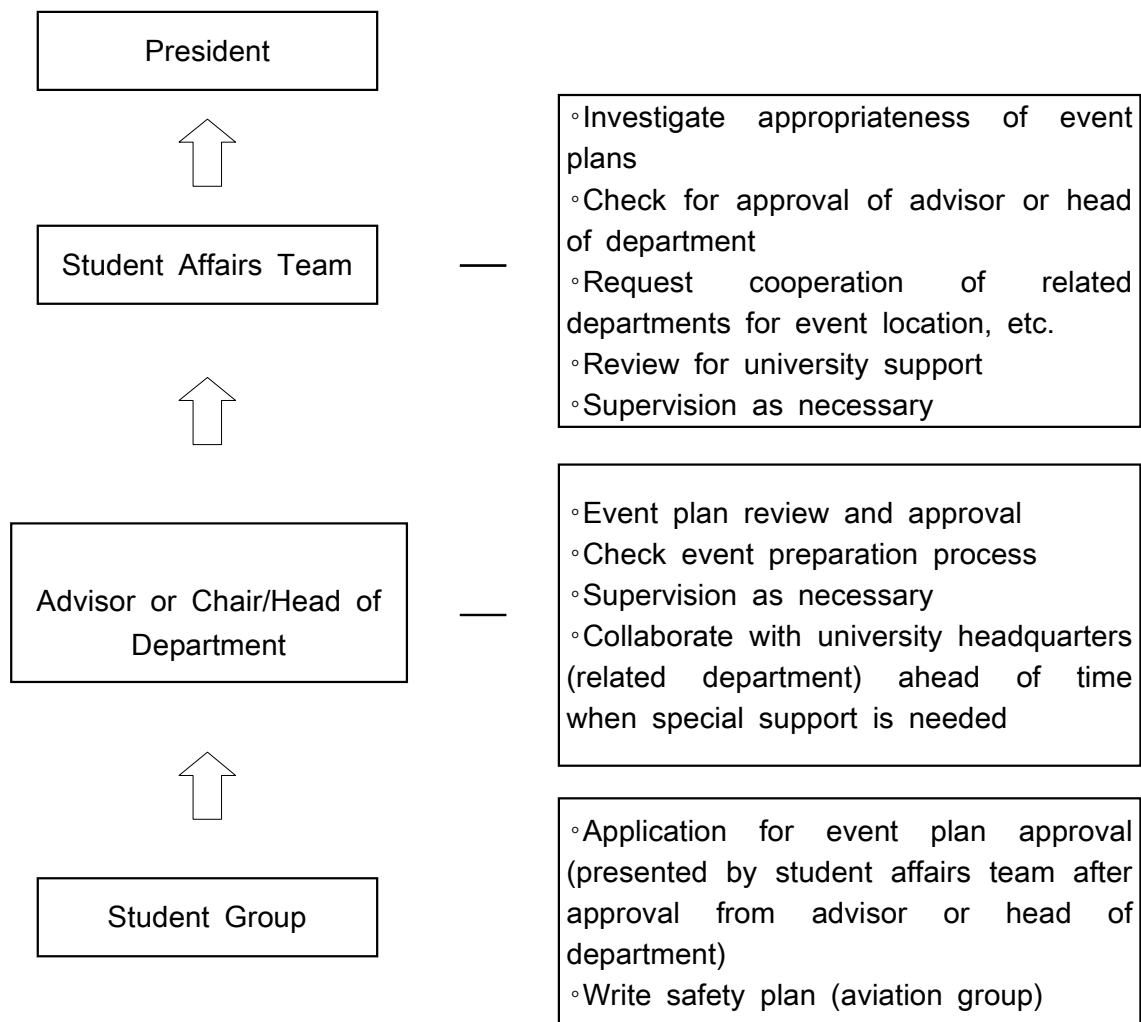 President
◦Investigate appropriateness of event
plans
◦Check for approval of advisor or head
of department
◦Request cooperation of related
departments for event location, etc.
◦Review for university support
◦Supervision as necessary
Student Affairs Team
◦Event plan review and approval
◦Check event preparation process
◦Supervision as necessary
◦Collaborate with university headquarters
(related department) ahead of time
when special support is needed
Advisor or Chair/Head of
Department
◦Application for event plan approval
(presented by student affairs team after
approval from advisor or head of
department)
◦Write safety plan (aviation group)
Student Group